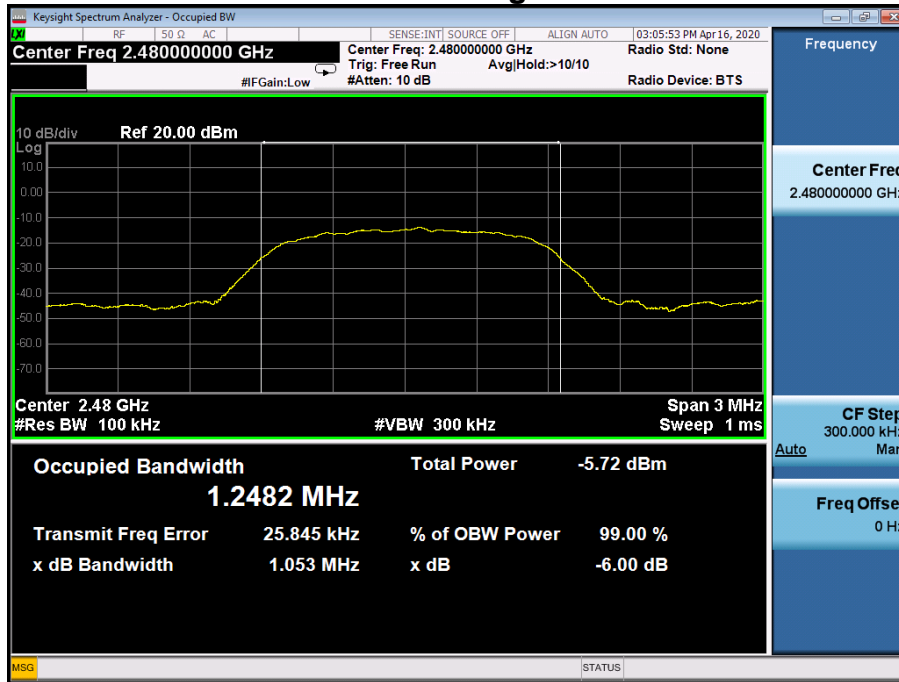 Keysight Spectrum Analyzer - Occupied BW
LXI RF 50 Ω AC SENSE:INT SOURCE OFF ALIGN AUTO 03:05:53 PM Apr 16, 2020
Center Freq 2.480000000 GHz Center Freq: 2.480000000 GHz Radio Std: None
Trig: Free Run Avg|Hold:>10/10
#IFGain:Low #Atten: 10 dB Radio Device: BTS
10 dB/div Ref 20.00 dBm
Log
10.0
0.00
-10.0
-20.0
-30.0
-40.0
-50.0
-60.0
-70.0
Center 2.48 GHz Span 3 MHz
#Res BW 100 kHz #VBW 300 kHz Sweep 1 ms
Occupied Bandwidth Total Power -5.72 dBm
1.2482 MHz
Transmit Freq Error 25.845 kHz % of OBW Power 99.00 %
x dB Bandwidth 1.053 MHz x dB -6.00 dB
MSG STATUS
Frequency
Center Freq
2.480000000 GH
CF Step
300.000 kH
Auto Man
Freq Offse
0 H